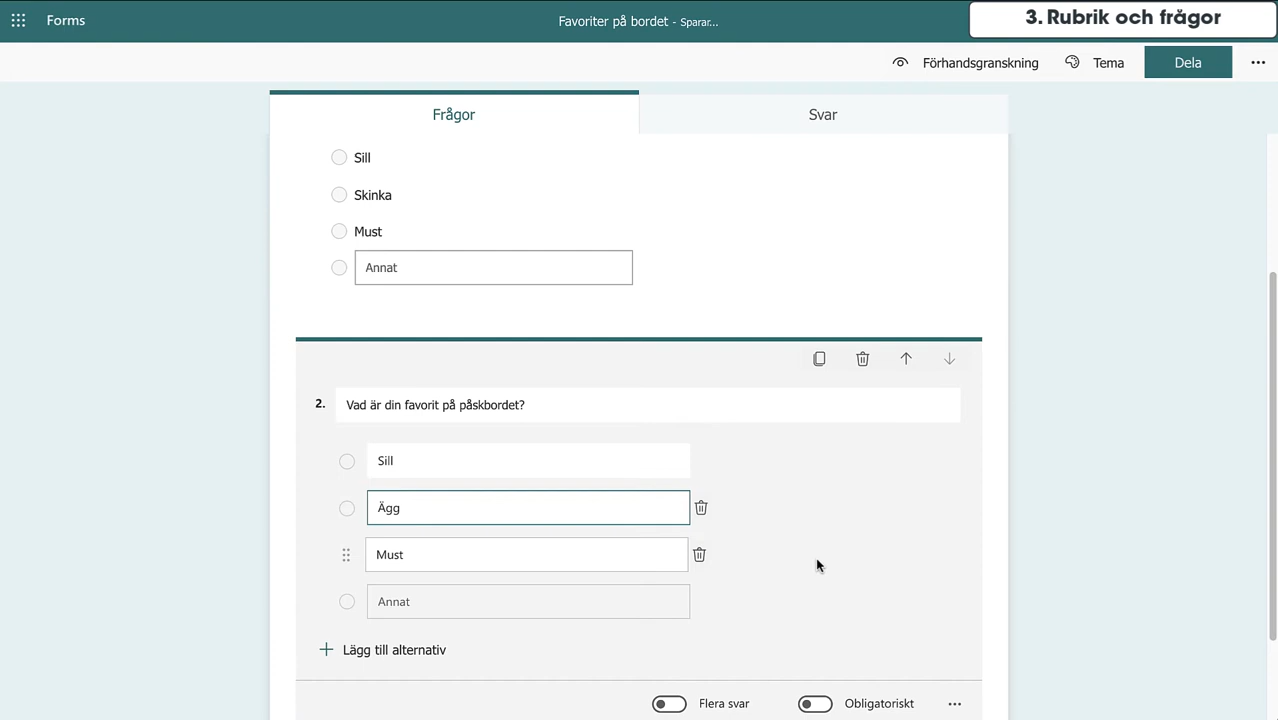 Forms
Favoriter på bordet - Sparar...
3. Rubrik och frågor
Förhandsgranskning
Tema
Dela
Frågor
Svar
Sill
Skinka
Must
Annat
2. Vad är din favorit på påskbordet?
Sill
Ägg
Must
Annat
Lägg till alternativ
Flera svar
Obligatoriskt